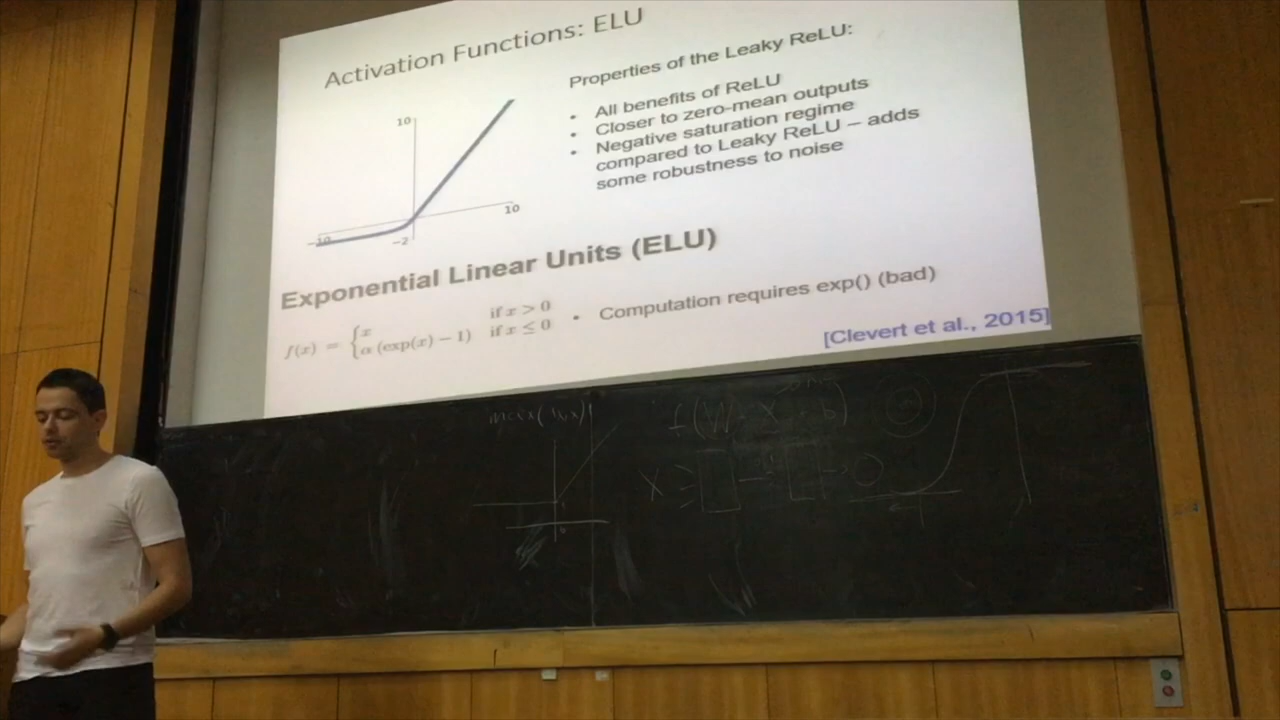 Activation Functions: ELU
Properties of the Leaky ReLU:
• All benefits of ReLU
• Closer to zero-mean outputs
• Negative saturation regime
compared to Leaky ReLU – adds
some robustness to noise
10
10
−10
−2
Exponential Linear Units (ELU)
f(x) = { x if x > 0
α (exp(x) − 1) if x ≤ 0
• Computation requires exp() (bad)
[Clevert et al., 2015]
f(W · X b)
X